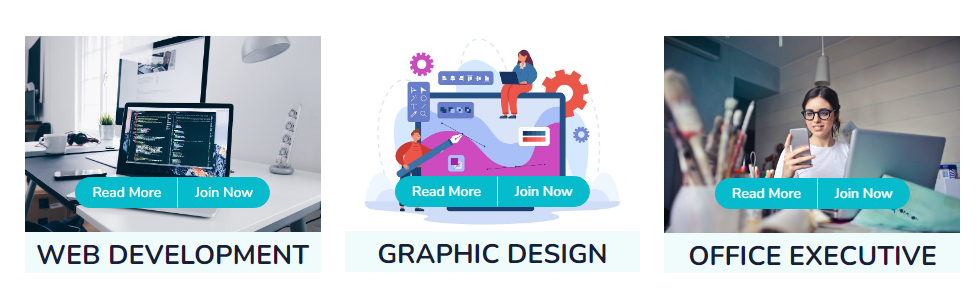 Read More Join Now
WEB DEVELOPMENT
Read More Join Now
GRAPHIC DESIGN
Read More Join Now
OFFICE EXECUTIVE